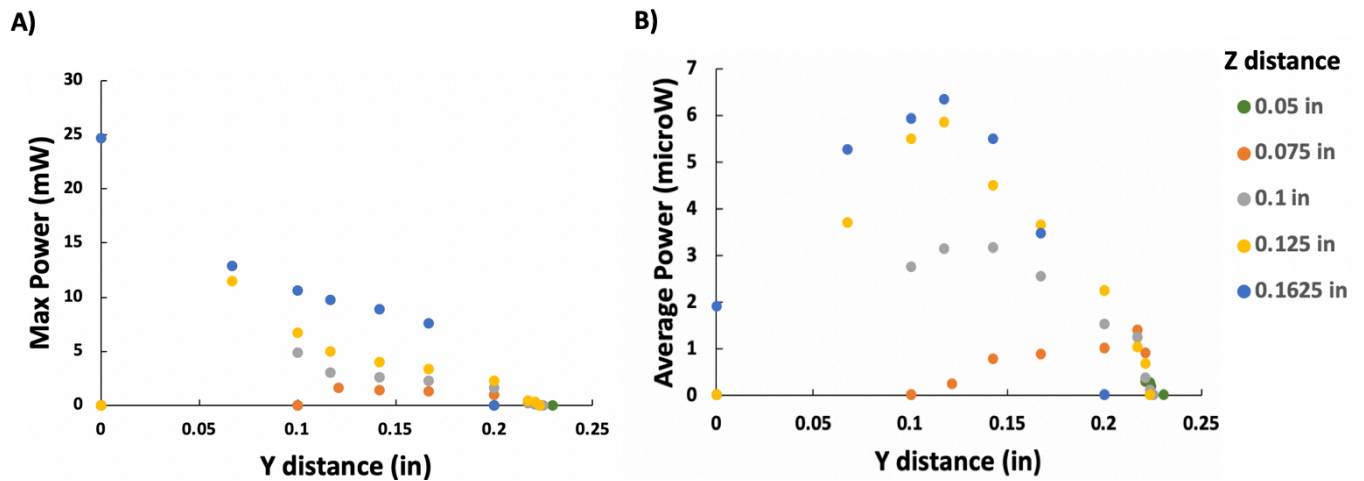 A)
B)
Max Power (mW)
30
25
20
15
10
5
0
0
0.05
0.1
0.15
0.2
0.25
Y distance (in)
Average Power (microW)
7
6
5
4
3
2
1
0
0
0.05
0.1
0.15
0.2
0.25
Y distance (in)
Z distance
0.05 in
0.075 in
0.1 in
0.125 in
0.1625 in